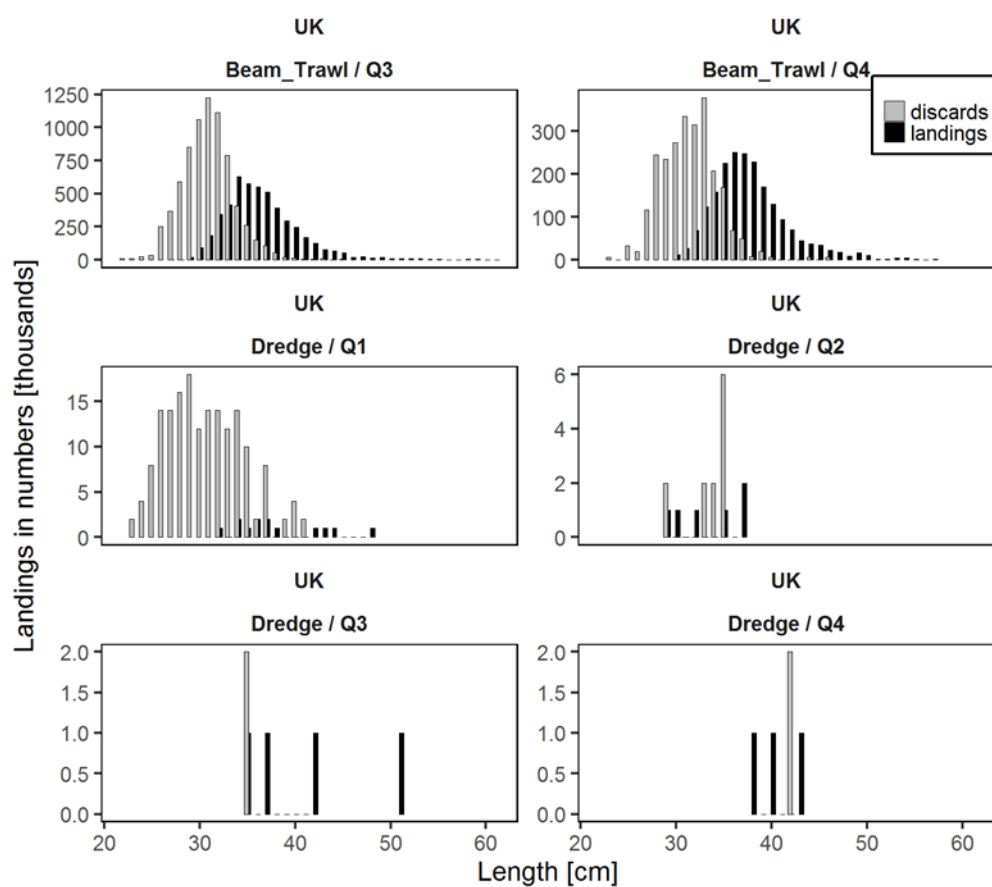 UK
Beam_Trawl / Q3
UK
Beam_Trawl / Q4
discards
landings
1250
1000
750
500
250
0
300
200
100
0
Landings in numbers [thousands]
UK
Dredge / Q1
UK
Dredge / Q2
15
10
5
0
6
4
2
0
UK
Dredge / Q3
UK
Dredge / Q4
2.0
1.5
1.0
0.5
0.0
2.0
1.5
1.0
0.5
0.0
20 30 40 50 60
20 30 40 50 60
Length [cm]